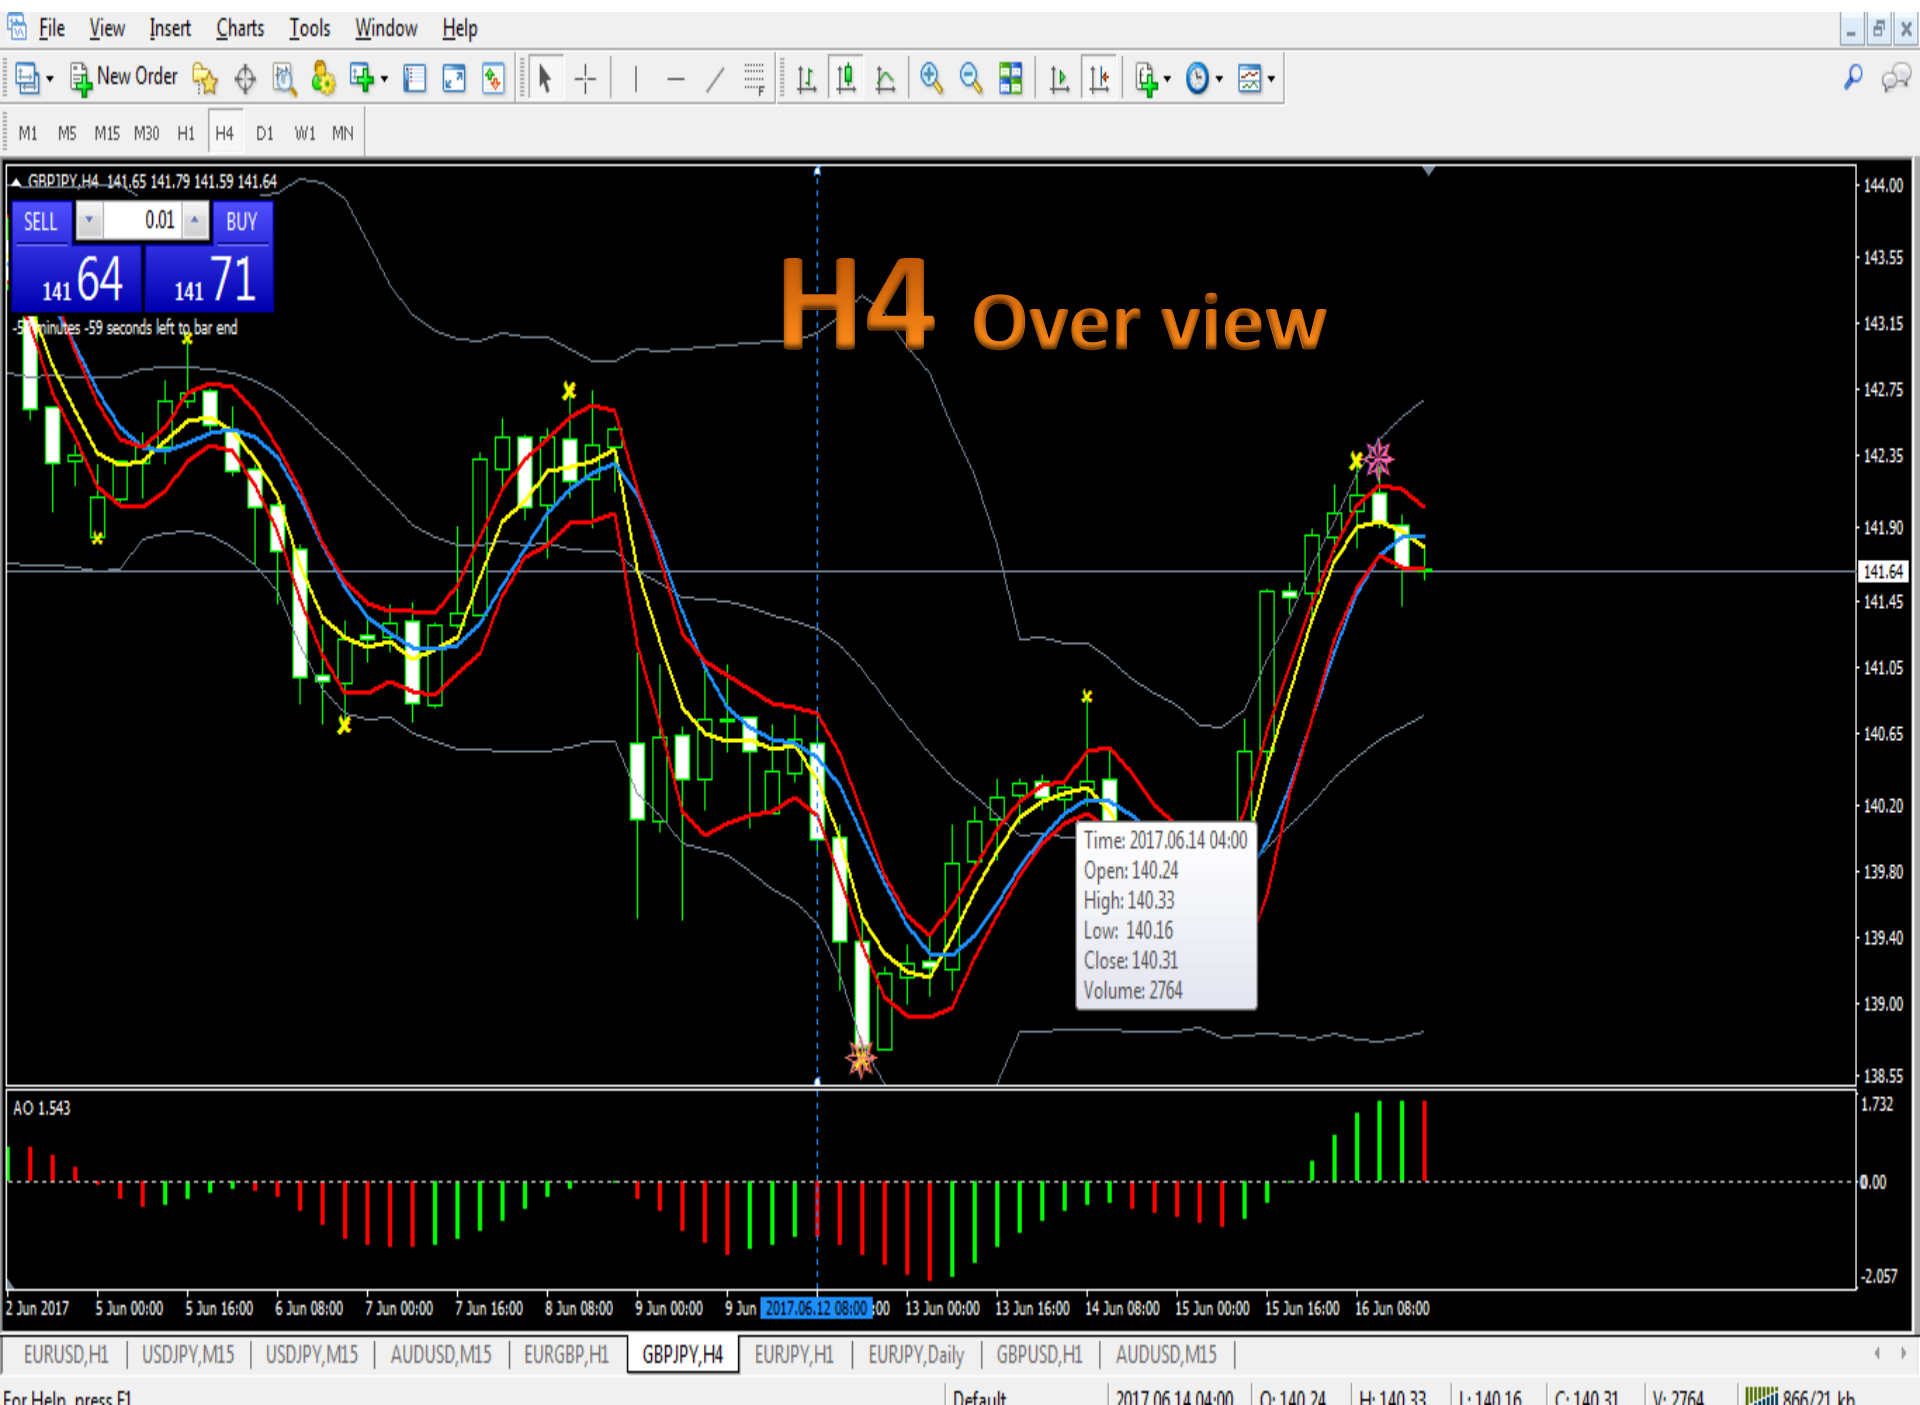 File View Insert Charts Tools Window Help
New Order
M1 M5 M15 M30 H1 H4 D1 W1 MN
GBPJPY,H4 141.65 141.79 141.59 141.64
SELL 0.01 BUY
141 64 141 71
minutes -59 seconds left to bar end
H4 Over view
144.00
143.55
143.15
142.75
142.35
141.90
141.64
141.45
141.05
140.65
140.20
139.80
139.40
139.00
138.55
Time: 2017.06.14 04:00
Open: 140.24
High: 140.33
Low: 140.16
Close: 140.31
Volume: 2764
AO 1.543
1.732
0.00
-2.057
2 Jun 2017 5 Jun 00:00 5 Jun 16:00 6 Jun 08:00 7 Jun 00:00 7 Jun 16:00 8 Jun 08:00 9 Jun 00:00 9 Jun 2017.06.12 08:00 :00 13 Jun 00:00 13 Jun 16:00 14 Jun 08:00 15 Jun 00:00 15 Jun 16:00 16 Jun 08:00
EURUSD,H1 USDJPY,M15 USDJPY,M15 AUDUSD,M15 EURGBP,H1 GBPJPY,H4 EURJPY,H1 EURJPY,Daily GBPUSD,H1 AUDUSD,M15
For Help, press F1 Default 2017.06.14 04:00 O: 140.24 H: 140.33 L: 140.16 C: 140.31 V: 2764 866/21 kb